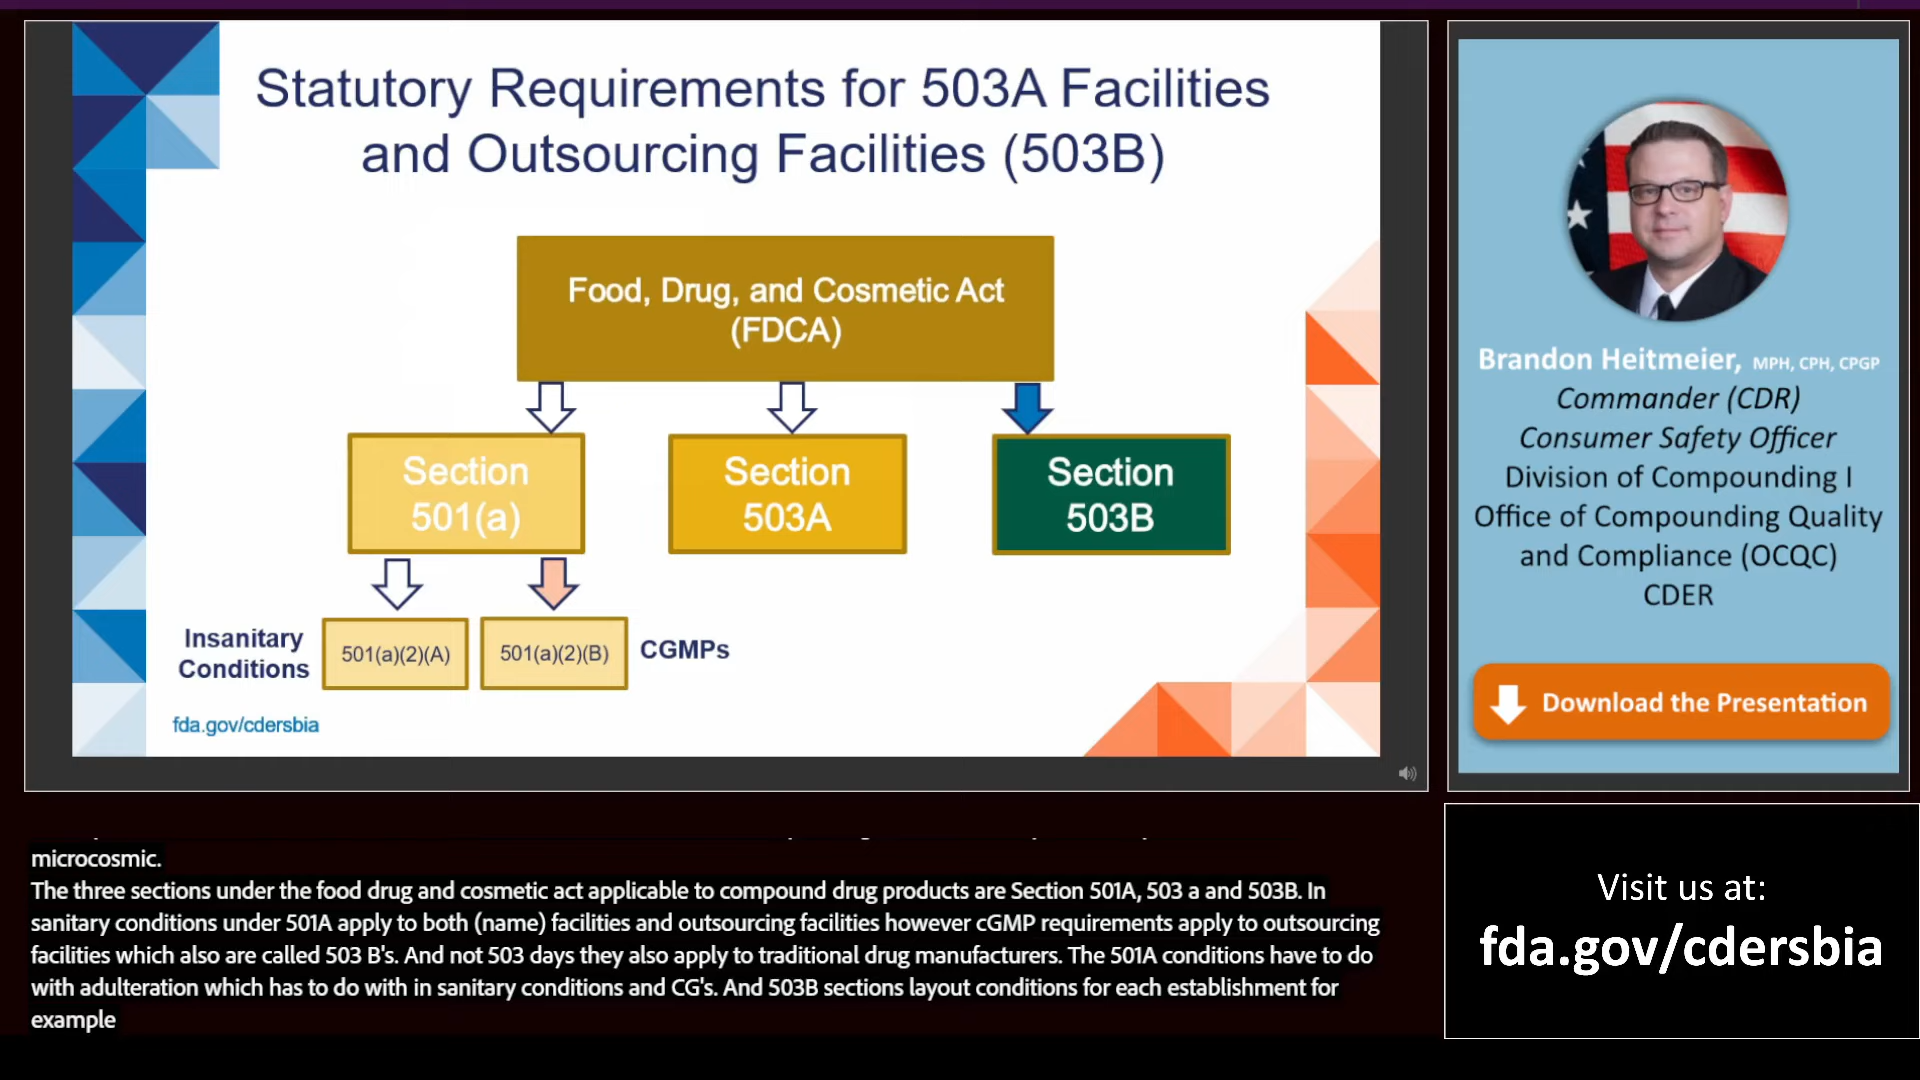 Statutory Requirements for 503A Facilities
and Outsourcing Facilities (503B)
Food, Drug, and Cosmetic Act
(FDCA)
Section
501(a)
Section
503A
Section
503B
Insanitary
Conditions
501(a)(2)(A)
501(a)(2)(B)
CGMPs
fda.gov/cdersbia
Brandon Heitmeier, MPH, CPH, CPGP
Commander (CDR)
Consumer Safety Officer
Division of Compounding I
Office of Compounding Quality
and Compliance (OCQC)
CDER
Download the Presentation
microcosmic.
The three sections under the food drug and cosmetic act applicable to compound drug products are Section 501A, 503 a and 503B. In
sanitary conditions under 501A apply to both (name) facilities and outsourcing facilities however cGMP requirements apply to outsourcing
facilities which also are called 503 B's. And not 503 days they also apply to traditional drug manufacturers. The 501A conditions have to do
with adulteration which has to do with in sanitary conditions and CG's. And 503B sections layout conditions for each establishment for
example
Visit us at:
fda.gov/cdersbia